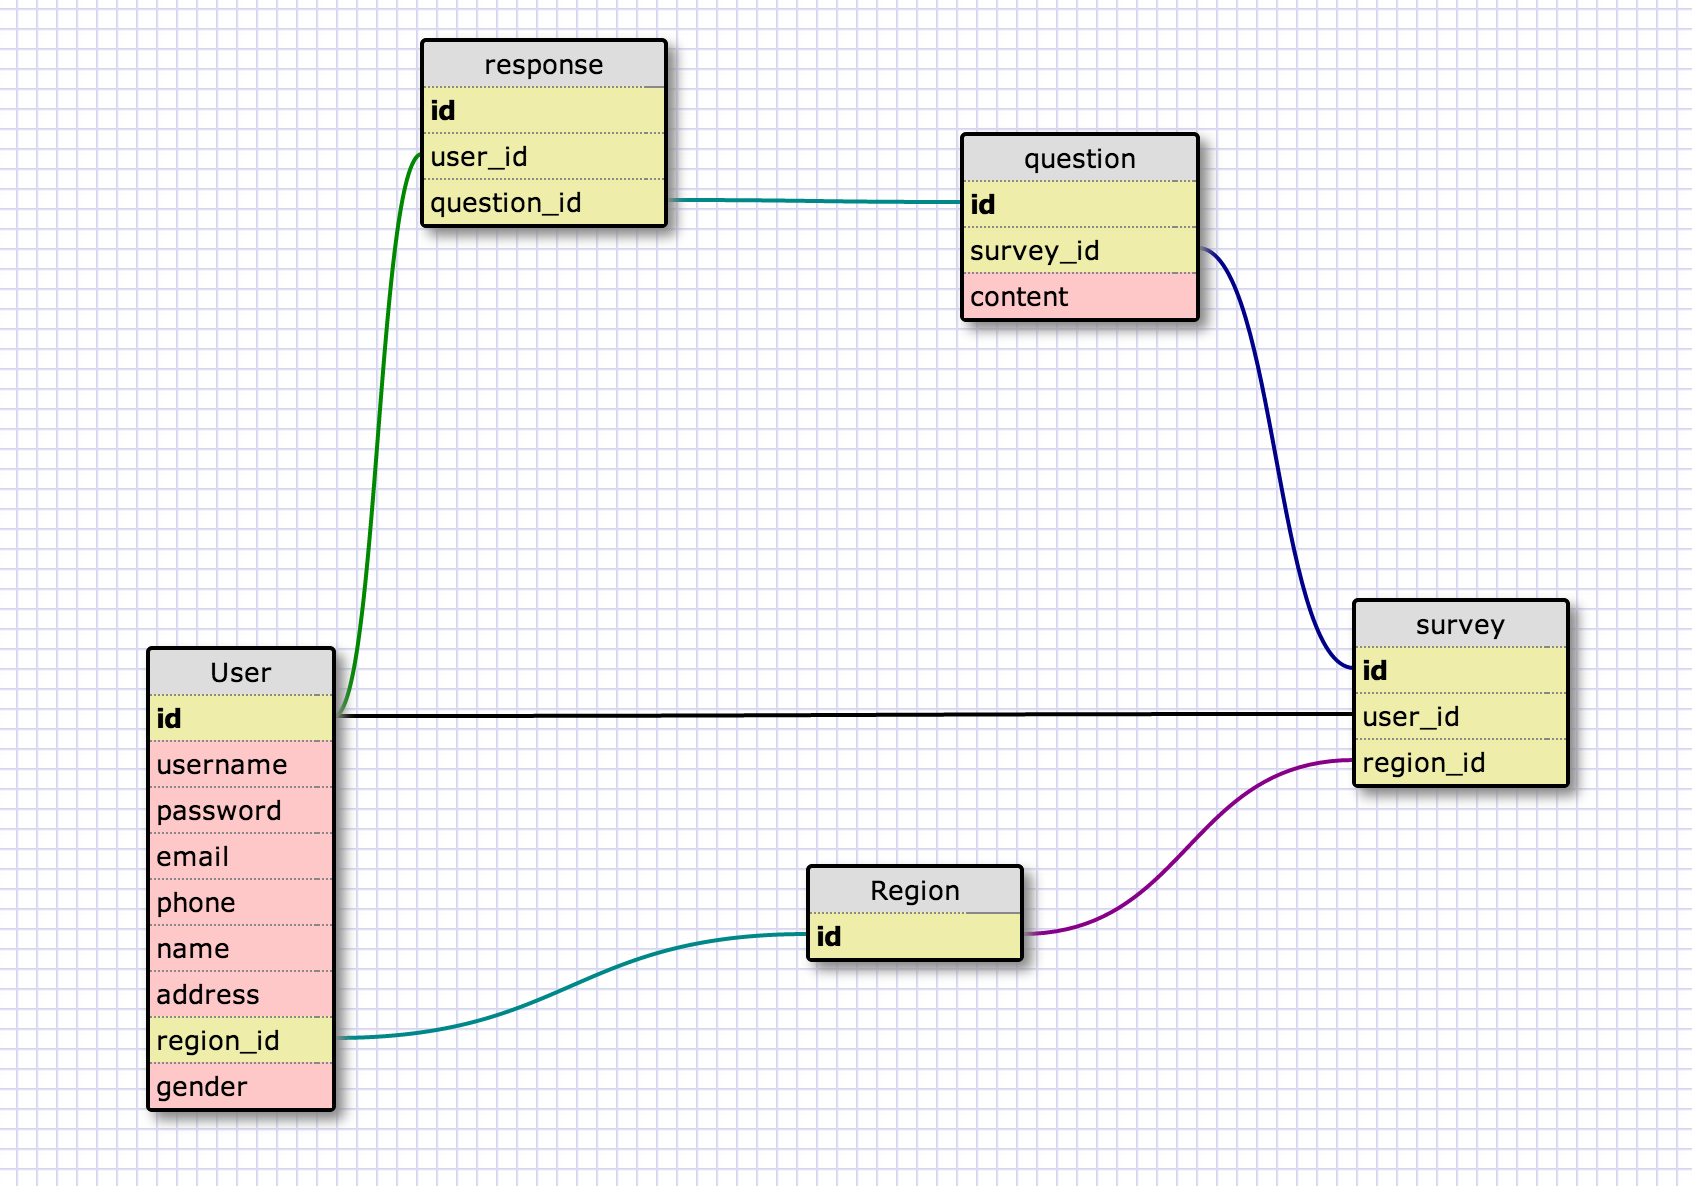 response
id
user_id
question_id
question
id
survey_id
content
survey
id
user_id
region_id
User
id
username
password
email
phone
name
address
region_id
gender
Region
id